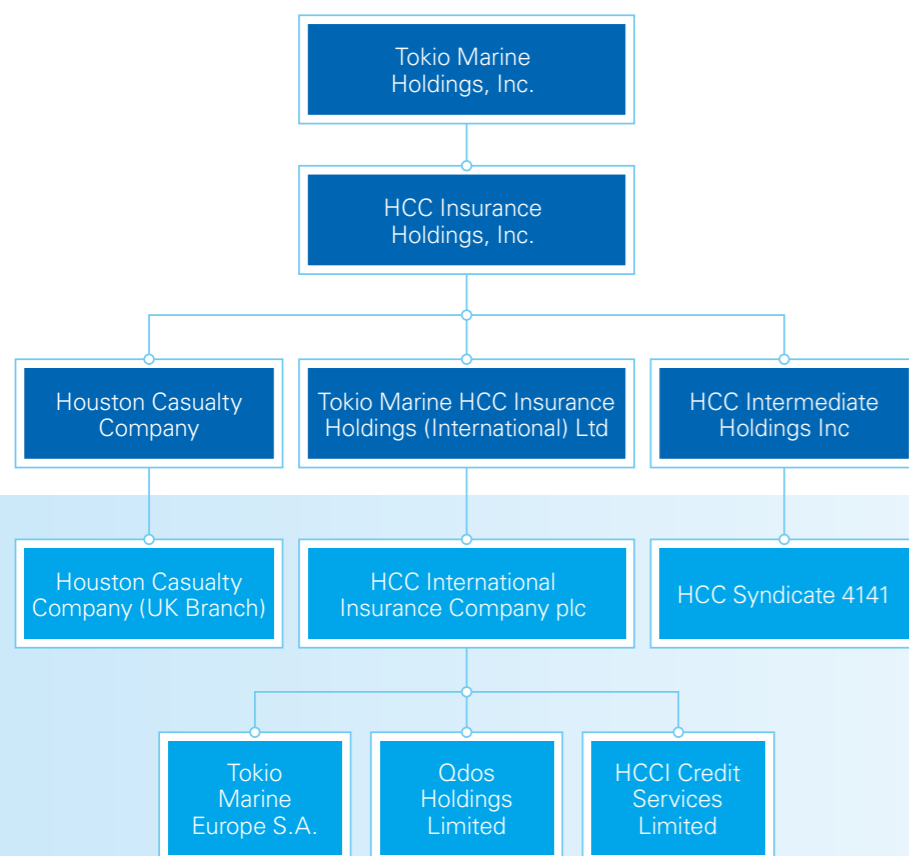 Tokio Marine
Holdings, Inc.
HCC Insurance
Holdings, Inc.
Houston Casualty
Company
Tokio Marine HCC Insurance
Holdings (International) Ltd
HCC Intermediate
Holdings Inc
Houston Casualty
Company (UK Branch)
HCC International
Insurance Company plc
HCC Syndicate 4141
Tokio
Marine
Europe S.A.
Qdos
Holdings
Limited
HCCI Credit
Services
Limited